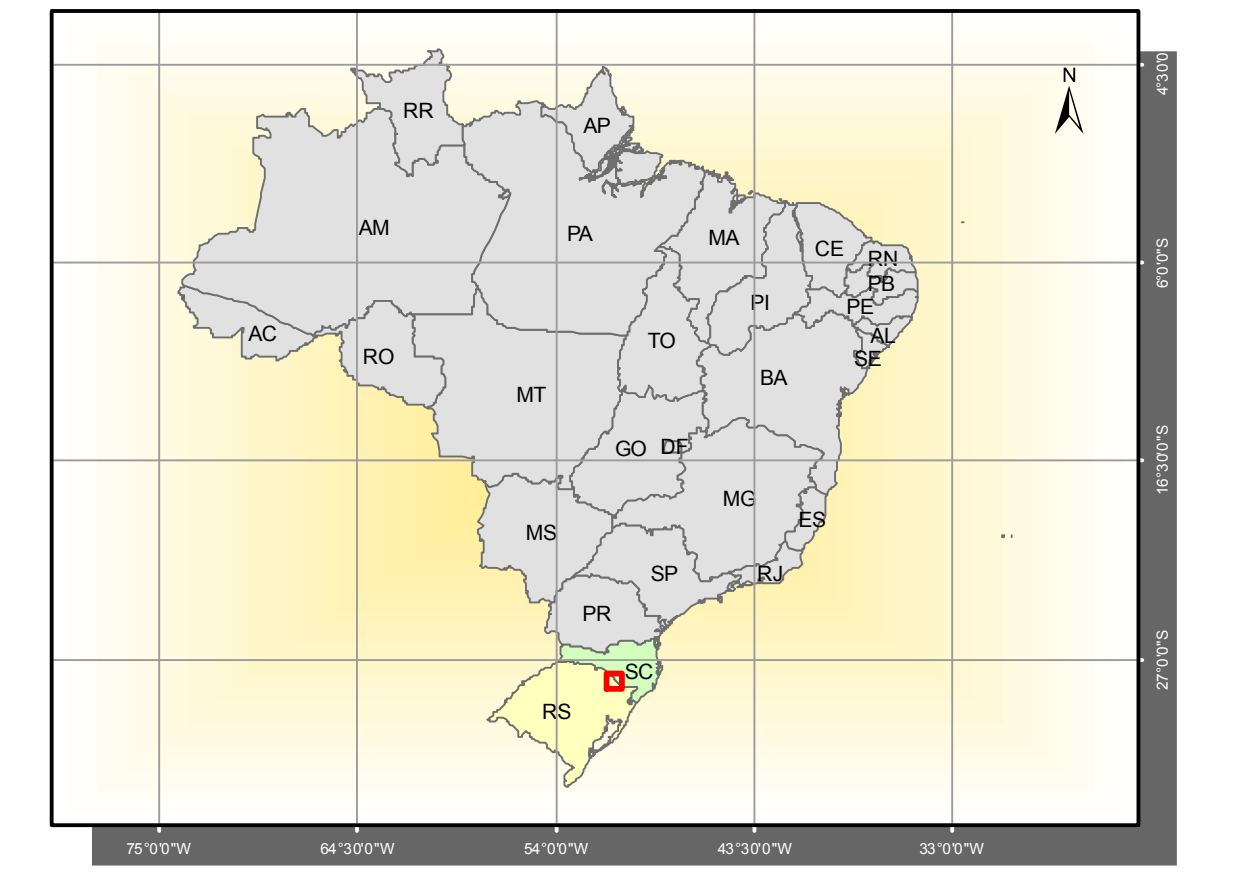 N
4°30'0
RR
AP
AM
PA
MA
CE
RN
6°0'0"S
PB
PI
PE
AC
RO
TO
AL
SE
BA
MT
GO
DF
16°30'0"S
MG
ES
MS
SP
RJ
PR
SC
27°0'0"S
RS
75°0'0"W
64°30'0"W
54°0'0"W
43°30'0"W
33°0'0"W